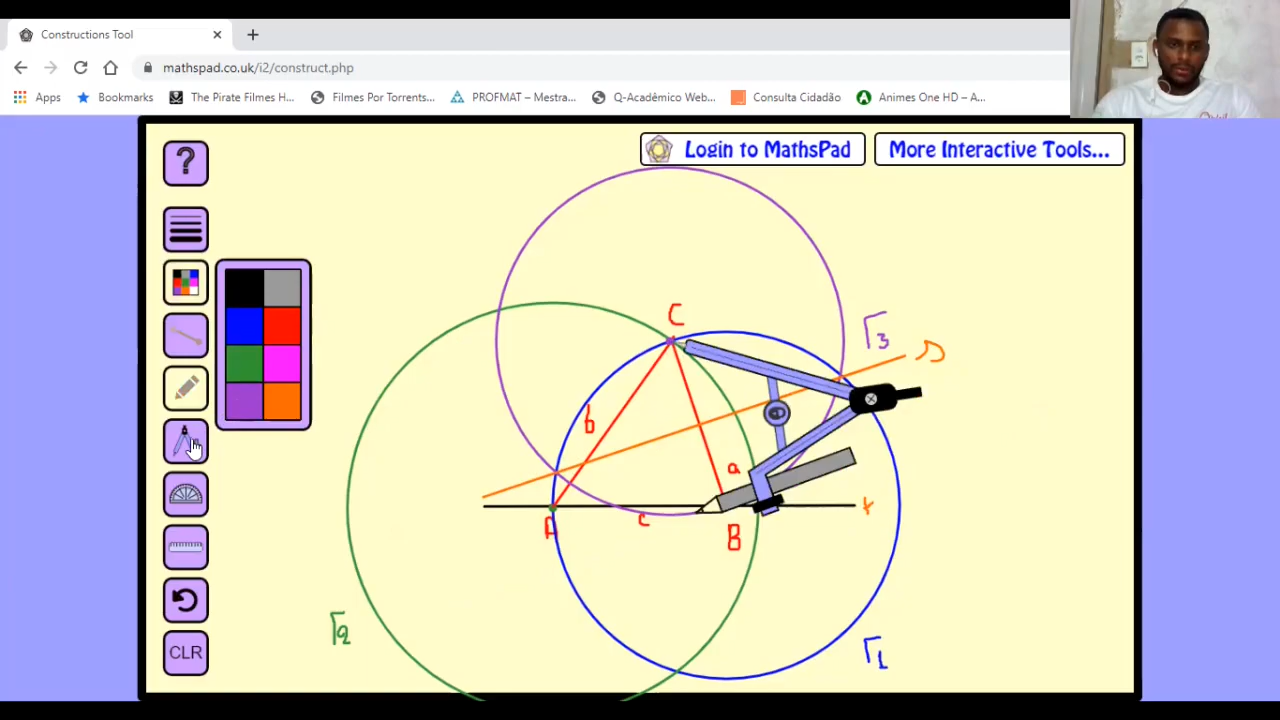 Constructions Tool
mathspad.co.uk/i2/construct.php
Apps Bookmarks The Pirate Filmes H... Filmes Por Torrents... PROFMAT – Mestra... Q-Acadêmico Web... Consulta Cidadão Animes One HD – A...
Login to MathsPad More Interactive Tools...
?
C
Γ3
b
a
c
B
Γ2
Γ1
CLR